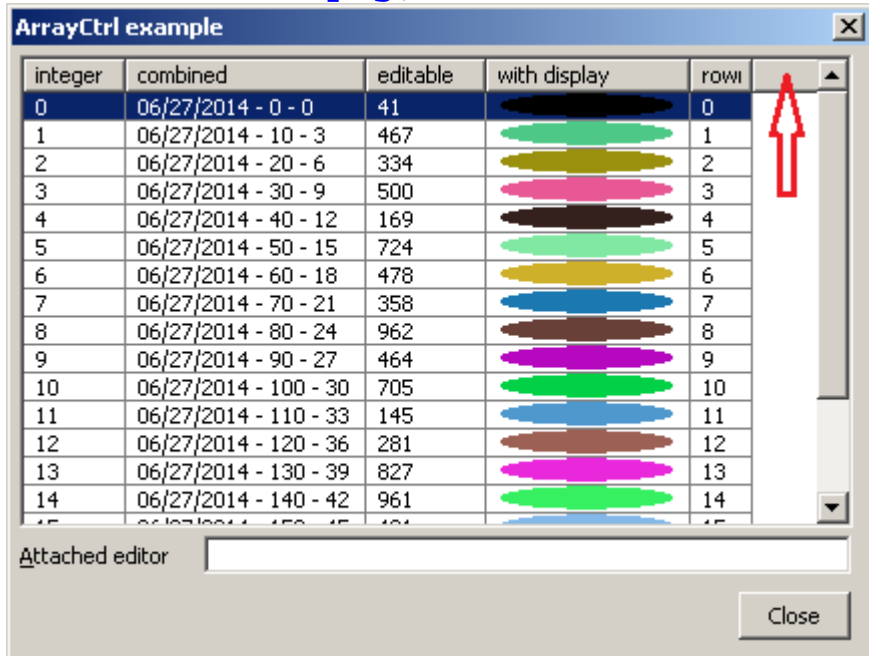 ArrayCtrl example
integer combined editable with display rowi
0 06/27/2014 - 0 - 0 41 0
1 06/27/2014 - 10 - 3 467 1
2 06/27/2014 - 20 - 6 334 2
3 06/27/2014 - 30 - 9 500 3
4 06/27/2014 - 40 - 12 169 4
5 06/27/2014 - 50 - 15 724 5
6 06/27/2014 - 60 - 18 478 6
7 06/27/2014 - 70 - 21 358 7
8 06/27/2014 - 80 - 24 962 8
9 06/27/2014 - 90 - 27 464 9
10 06/27/2014 - 100 - 30 705 10
11 06/27/2014 - 110 - 33 145 11
12 06/27/2014 - 120 - 36 281 12
13 06/27/2014 - 130 - 39 827 13
14 06/27/2014 - 140 - 42 961 14
Attached editor
Close